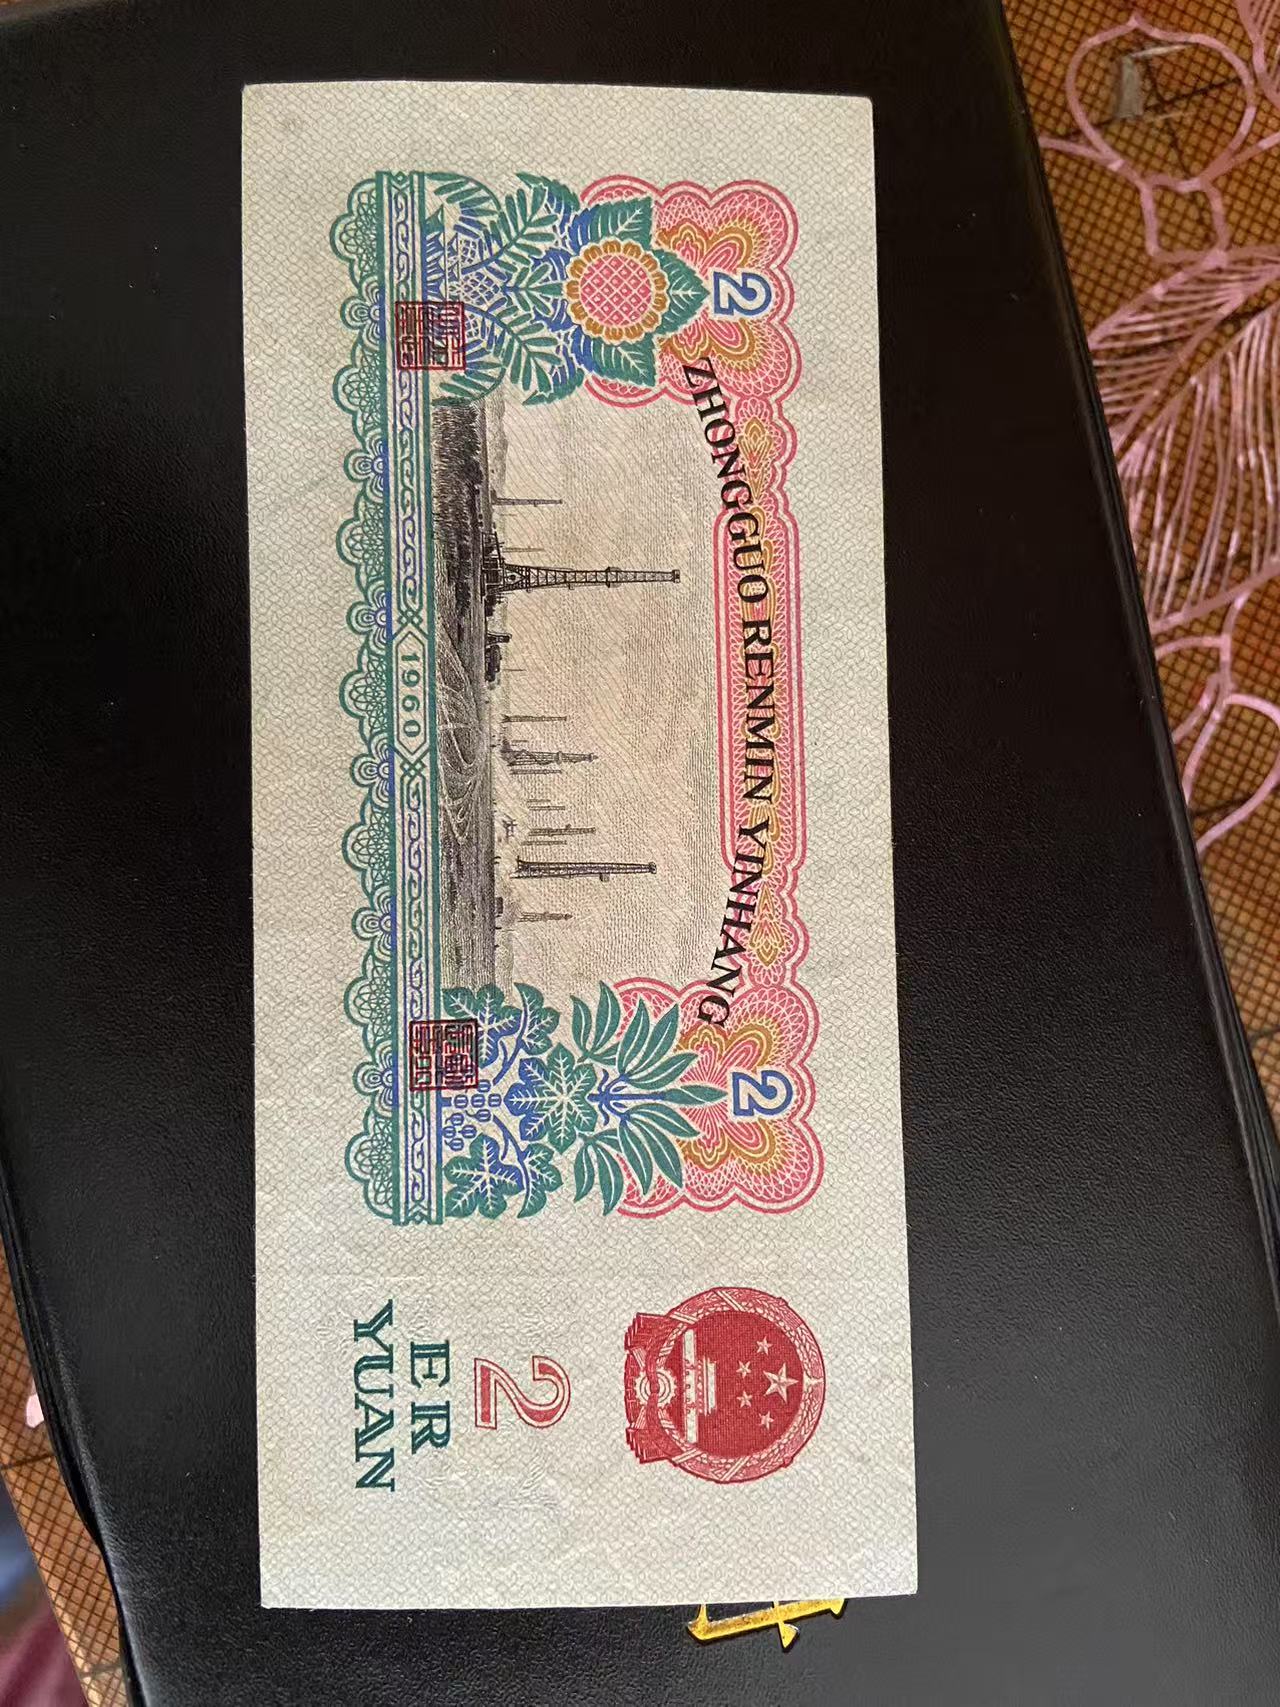 2 2
ZHONGGUO RENMIN YINHANG
2
ER
YUAN
1960